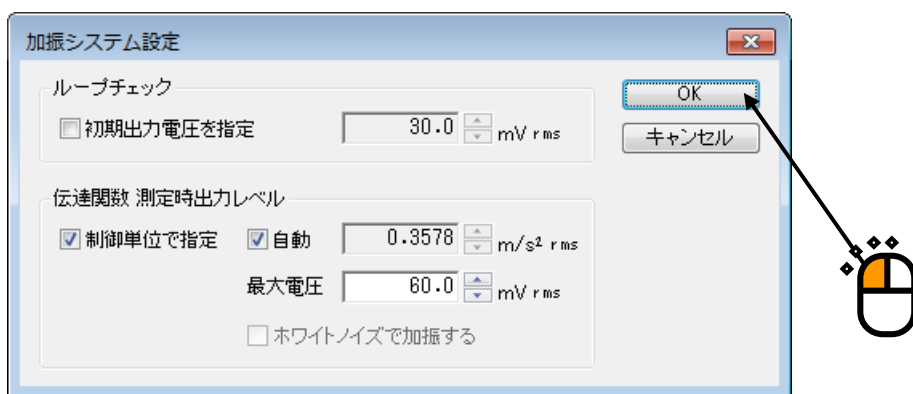 加振システム設定
ループチェック
初期出力電圧を指定 30.0 mV rms
OK
キャンセル
伝達関数 測定時出力レベル
制御単位で指定 自動 0.3578 m/s² rms
最大電圧 60.0 mV rms
ホワイトノイズで加振する